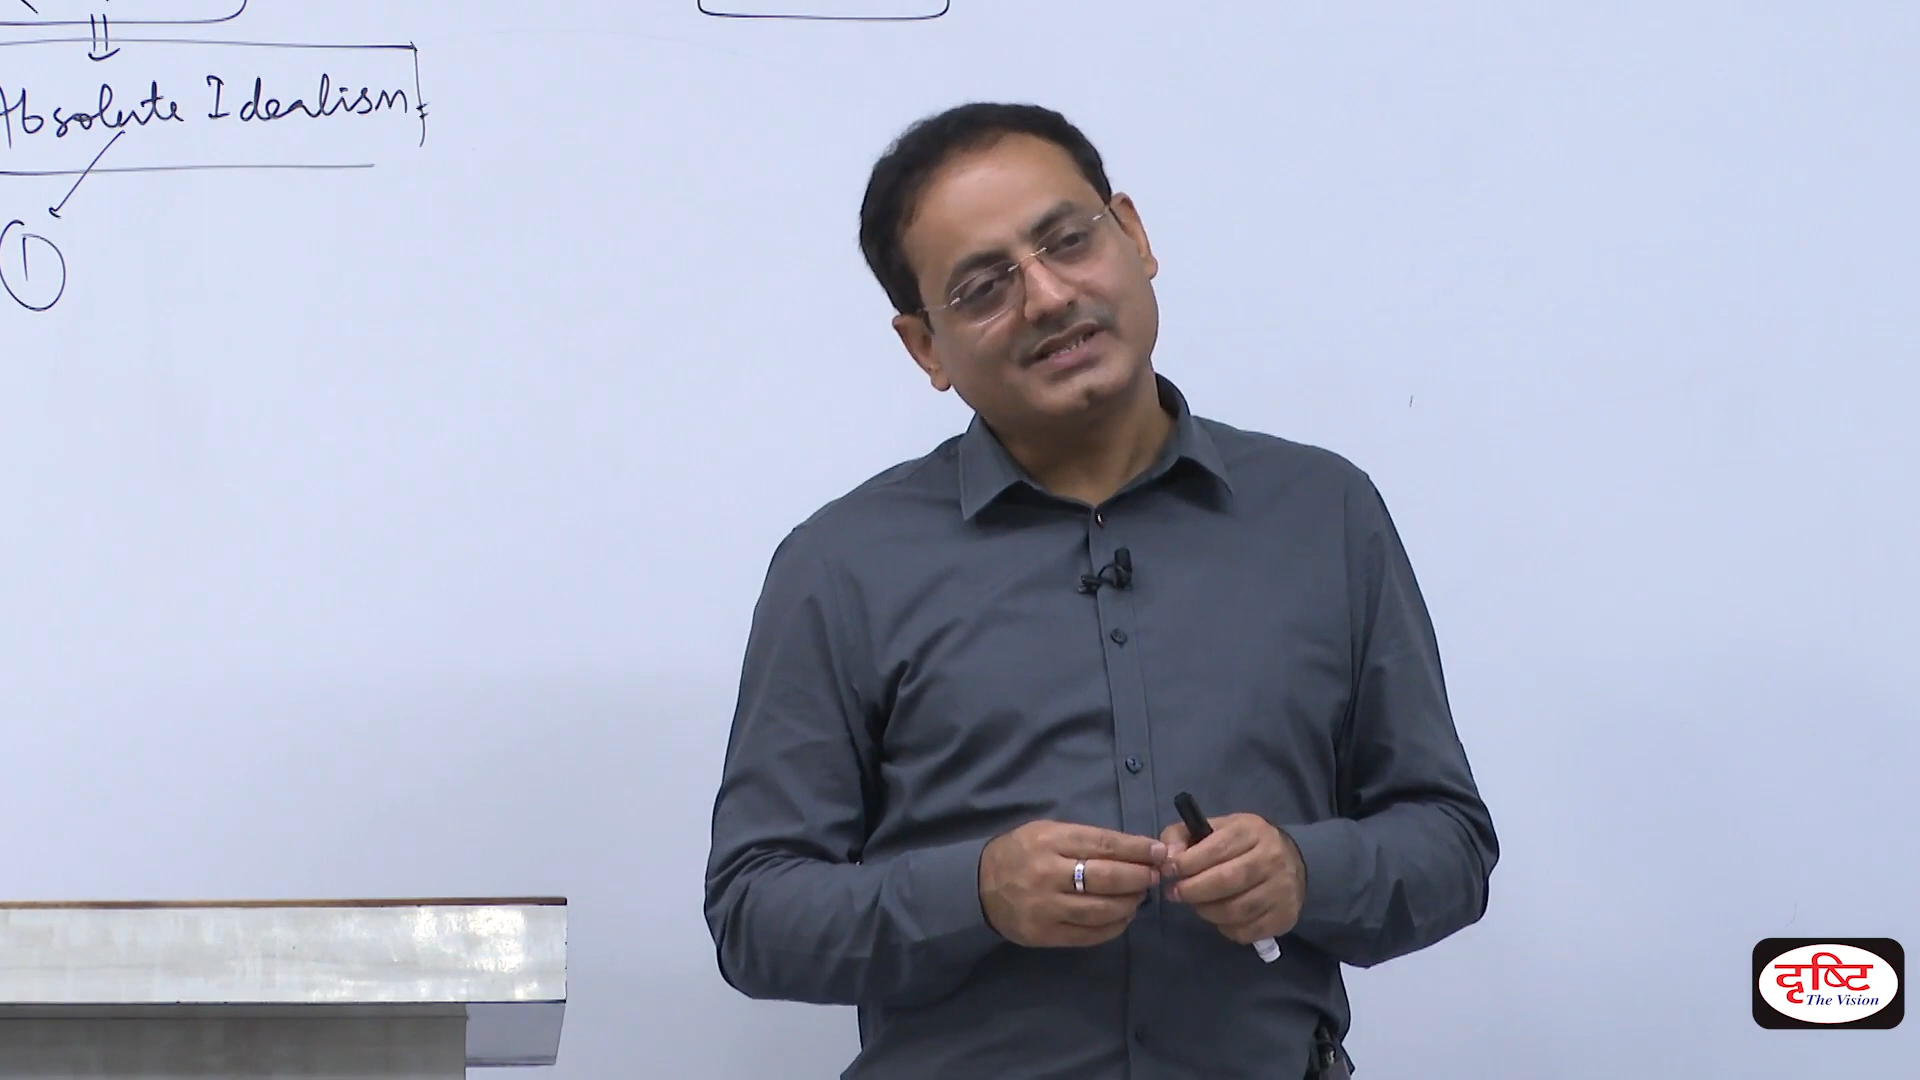 Absolute Idealism
1
दृष्टि
The Vision